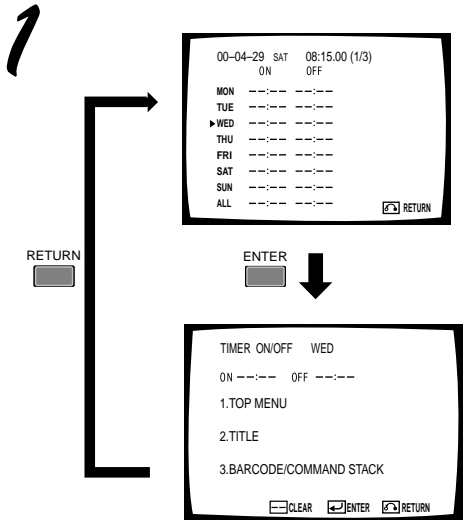 1
00–04–29 SAT 08:15.00 (1/3)
ON OFF
MON ––:–– ––:––
TUE ––:–– ––:––
▶WED ––:–– ––:––
THU ––:–– ––:––
FRI ––:–– ––:––
SAT ––:–– ––:––
SUN ––:–– ––:––
ALL ––:–– ––:––
RETURN
RETURN
ENTER
TIMER ON/OFF WED
ON ––:–– OFF ––:––
1.TOP MENU
2.TITLE
3.BARCODE/COMMAND STACK
––CLEAR ENTER RETURN